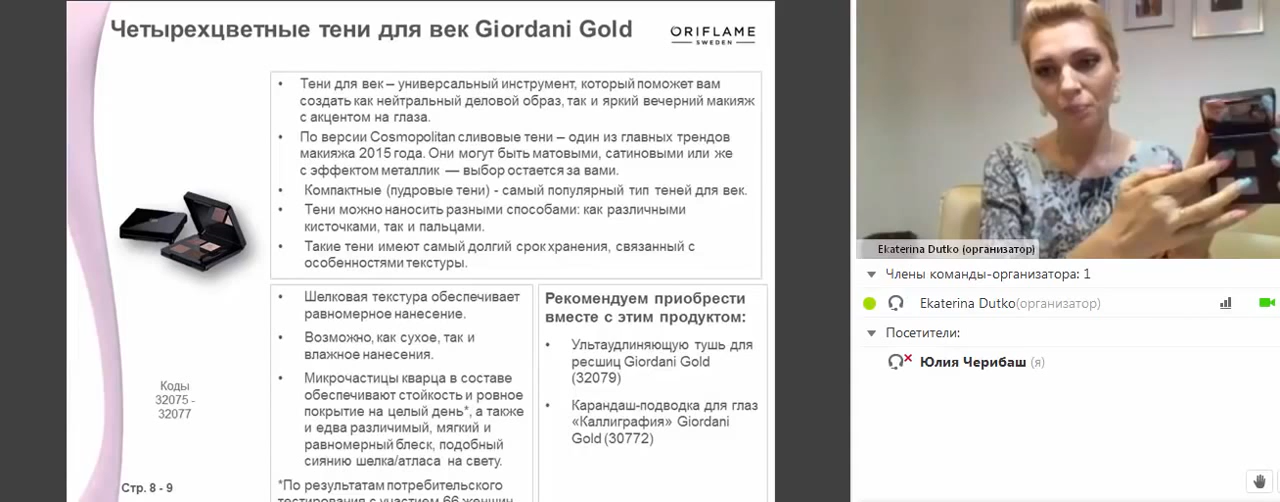 Четырехцветные тени для век Giordani Gold
ORIFLAME
SWEDEN
• Тени для век – универсальный инструмент, который поможет вам
создать как нейтральный деловой образ, так и яркий вечерний макияж
с акцентом на глаза.
• По версии Cosmopolitan сливовые тени – один из главных трендов
макияжа 2015 года. Они могут быть матовыми, сатиновыми или же
с эффектом металлик — выбор остается за вами.
• Компактные (пудровые тени) - самый популярный тип теней для век.
• Тени можно наносить разными способами: как различными
кисточками, так и пальцами.
• Такие тени имеют самый долгий срок хранения, связанный с
особенностями текстуры.
• Шелковая текстура обеспечивает
равномерное нанесение.
• Возможно, как сухое, так и
влажное нанесения.
• Микрочастицы кварца в составе
обеспечивают стойкость и ровное
покрытие на целый день*, а также
и едва различимый, мягкий и
равномерный блеск, подобный
сиянию шелка/атласа на свету.
*По результатам потребительского
тестирования с участием 66 женщин
Рекомендуем приобрести
вместе с этим продуктом:
• Ультаудлиняющую тушь для
ресшиц Giordani Gold
(32079)
• Карандаш-подводка для глаз
«Каллиграфия» Giordani
Gold (30772)
Коды
32075 -
32077
Стр. 8 - 9
Ekaterina Dutko (организатор)
Члены команды-организатора: 1
Ekaterina Dutko(организатор)
Посетители:
Юлия Черибаш (я)